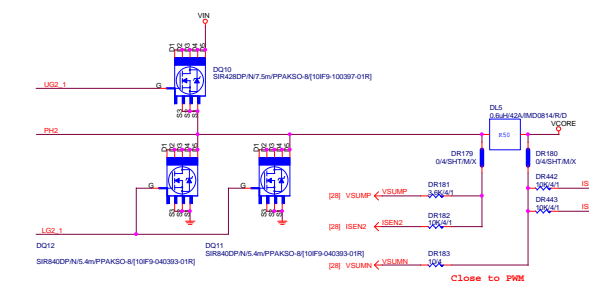 VIN
D1 D2 D3 D4 D5
DQ10
SIR428DP/N/7.5m/PPAKSO-8/[10IF9-100397-01R]
UG2_1
G
S3 S2 S1
DL5
0.6uH/42A/IMD0814/R/D
VCORE
PH2
R50
D1 D2 D3 D4 D5
D1 D2 D3 D4 D5
DR179
0/4/SHT/M/X
DR180
0/4/SHT/M/X
DR442
10K/4/1
IS
G
G
DR181
3.6K/4/1
[28] VSUMP
VSUMP
DR443
10K/4/1
IS
S3 S2 S1
S3 S2 S1
DR182
10K/4/1
[28] ISEN2
ISEN2
LG2_1
DQ12
SIR840DP/N/5.4m/PPAKSO-8/[10IF9-040393-01R]
DQ11
SIR840DP/N/5.4m/PPAKSO-8/[10IF9-040393-01R]
DR183
10/4
[28] VSUMN
VSUMN
Close to PWM